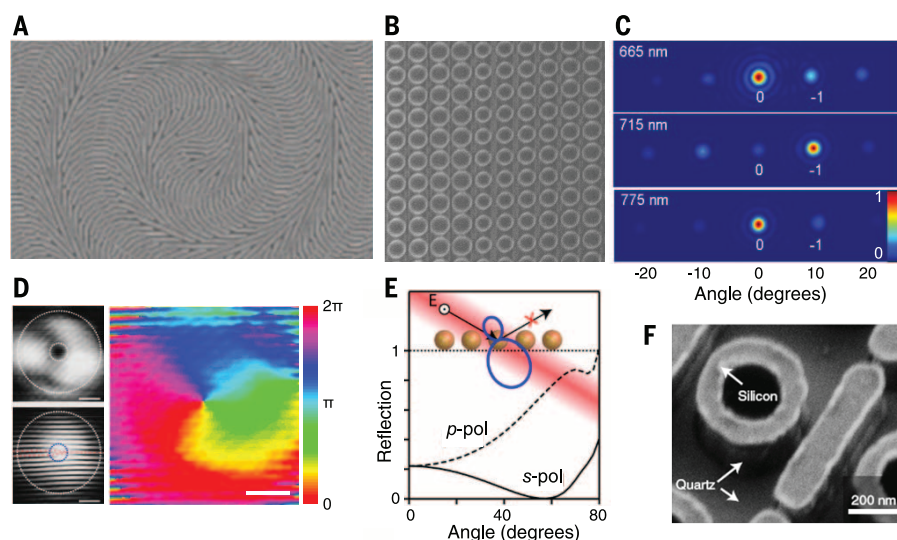 A
B
C
665 nm
0
-1
715 nm
0
-1
775 nm
1
0
0
-1
-20
-10
0
10
20
Angle (degrees)
D
2π
π
0
E
E
1
Reflection
p-pol
s-pol
0
0
40
80
Angle (degrees)
F
Silicon
Quartz
200 nm